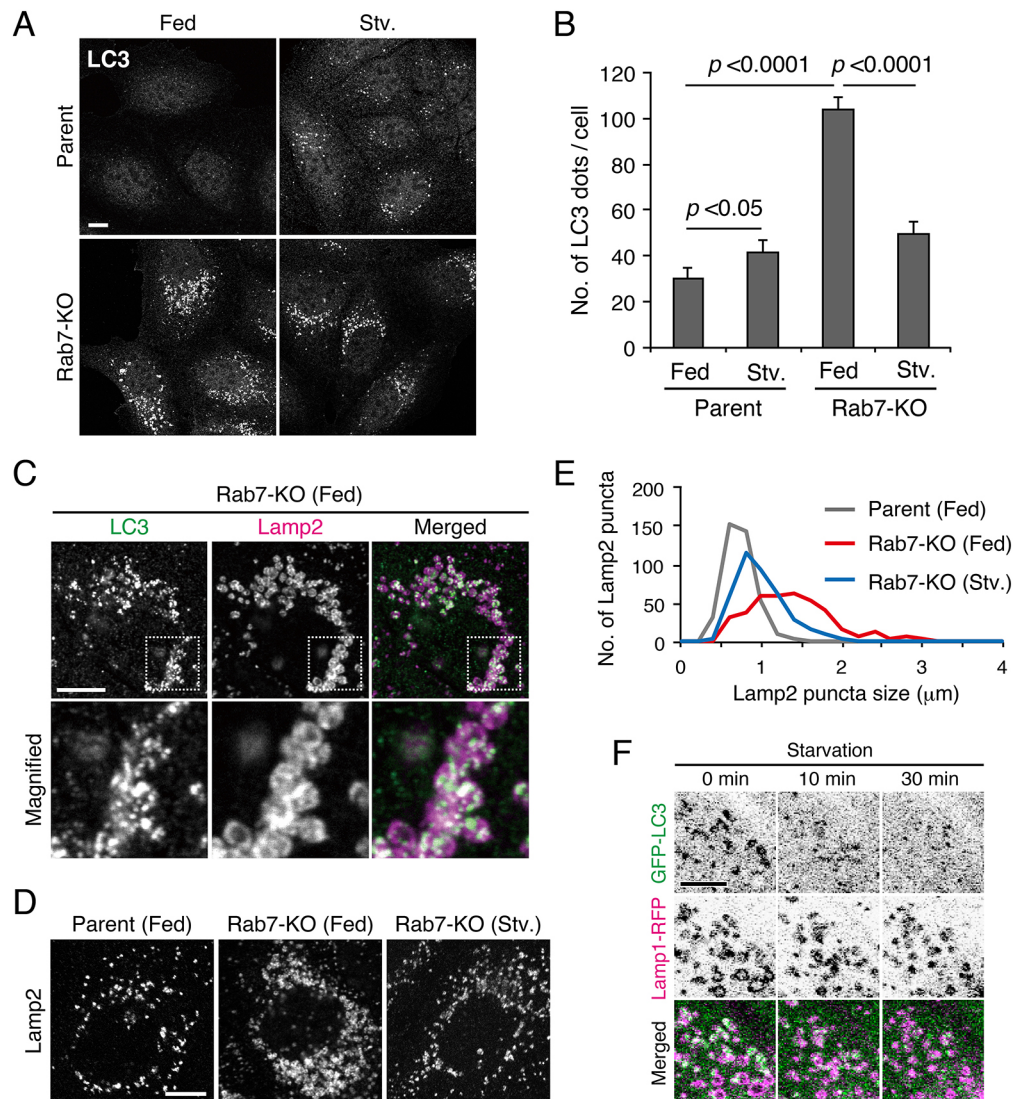 A
Fed
Stv.
LC3
Parent
Rab7-KO
B
No. of LC3 dots / cell
120
100
80
60
40
20
0
p <0.0001
p <0.0001
p <0.05
Fed
Stv.
Fed
Stv.
Parent
Rab7-KO
C
Rab7-KO (Fed)
LC3
Lamp2
Merged
Magnified
D
Parent (Fed)
Rab7-KO (Fed)
Rab7-KO (Stv.)
Lamp2
E
No. of Lamp2 puncta
200
150
100
50
0
Parent (Fed)
Rab7-KO (Fed)
Rab7-KO (Stv.)
0
1
2
3
4
Lamp2 puncta size (μm)
F
Starvation
0 min
10 min
30 min
GFP-LC3
Lamp1-RFP
Merged